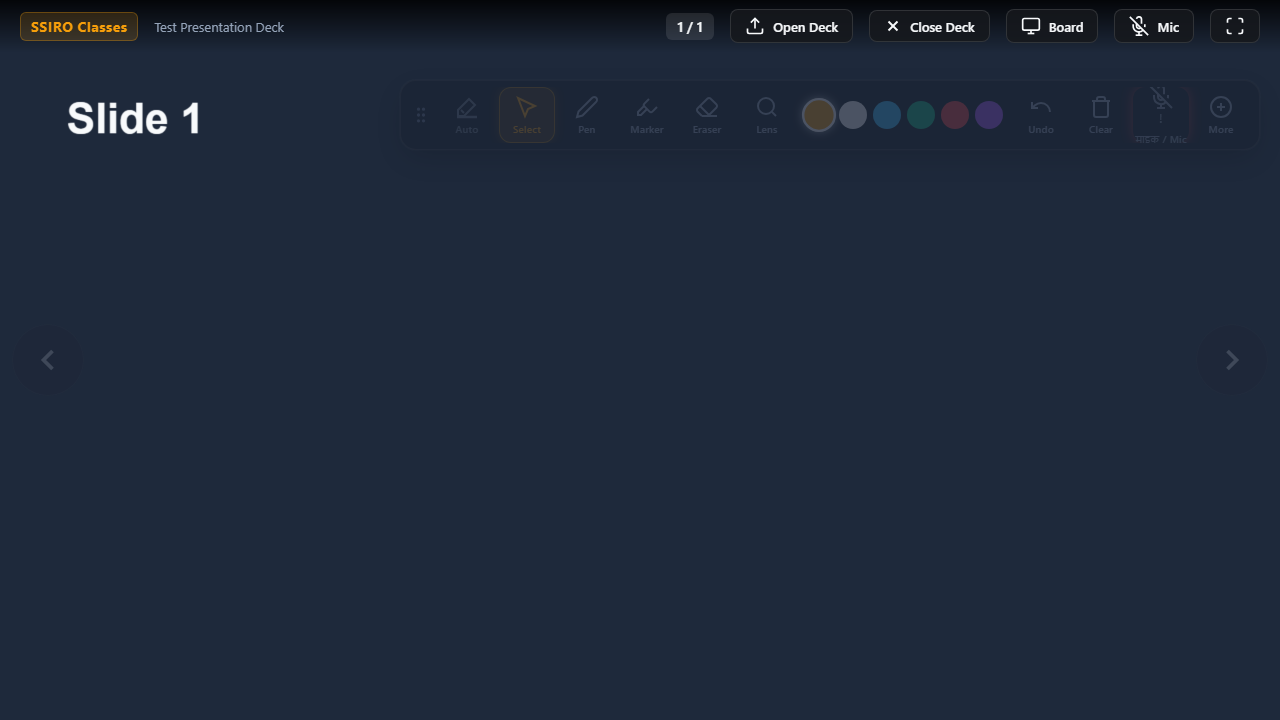 SSIRO Classes
Test Presentation Deck
1 / 1
Open Deck
Close Deck
Board
Mic
Slide 1
Auto
Select
Pen
Marker
Eraser
Lens
Undo
Clear
!
/ Mic
More